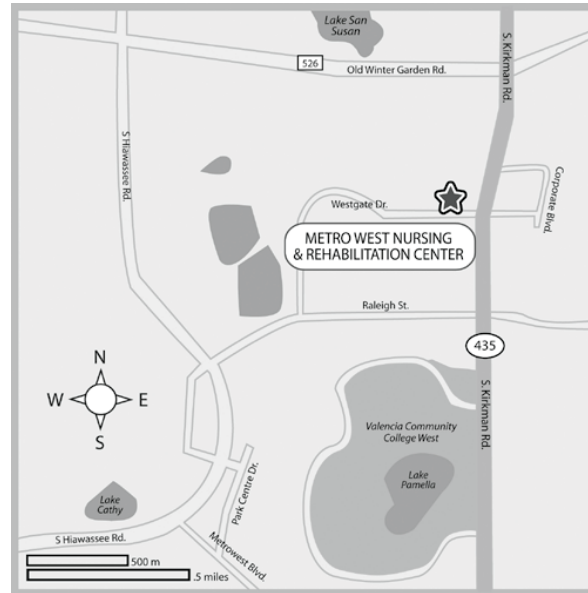 Lake San
Susan
S. Kirkman Rd.
526
Old Winter Garden Rd.
S Hiawassee Rd.
Corporate Blvd.
Westgate Dr.
METRO WEST NURSING
& REHABILITATION CENTER
Raleigh St.
435
N
W
E
S
S. Kirkman Rd.
Valencia Community
College West
Lake
Pamella
Park Centre Dr.
Lake
Cathy
S Hiawassee Rd.
Metrowest Blvd.
500 m
.5 miles